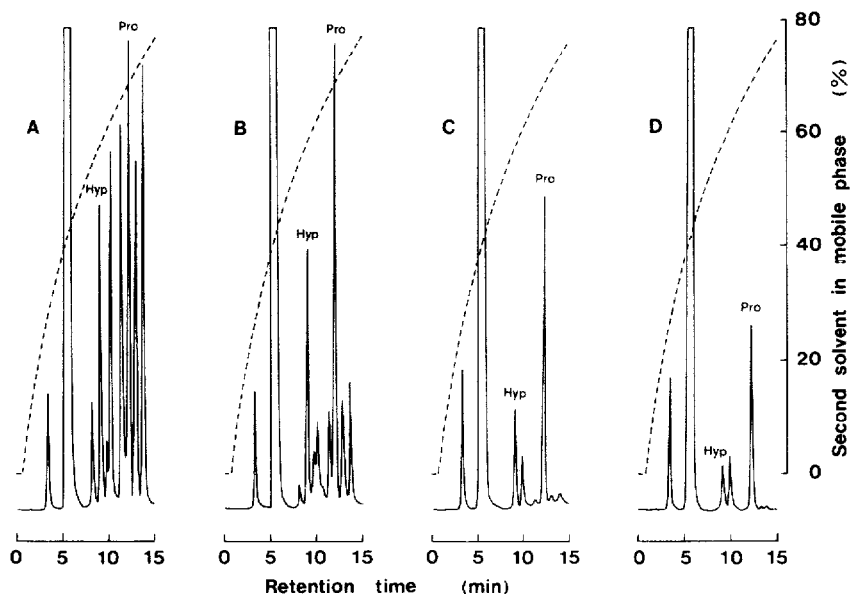 A
Hyp
Pro
B
Hyp
Pro
C
Hyp
Pro
D
Hyp
Pro
80
60
40
20
0
Second solvent in mobile phase (%)
0 5 10 15
0 5 10 15
0 5 10 15
0 5 10 15
Retention time (min)